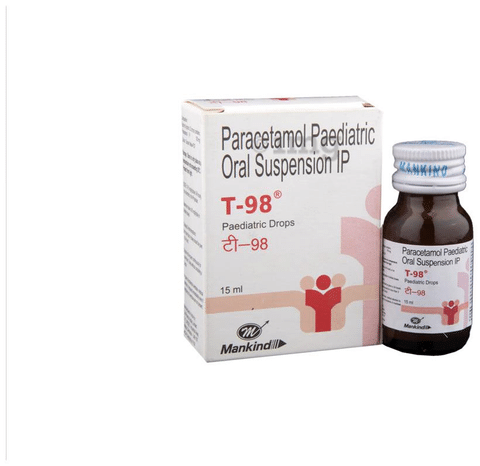 Paracetamol Paediatric
Oral Suspension IP
T-98®
Paediatric Drops
टी–98
15 ml
m
Mankind
MANKIND
Paracetamol Paediatric
Oral Suspension IP
T-98®
Paediatric Drops
टी–98
15 ml
m
Mankind